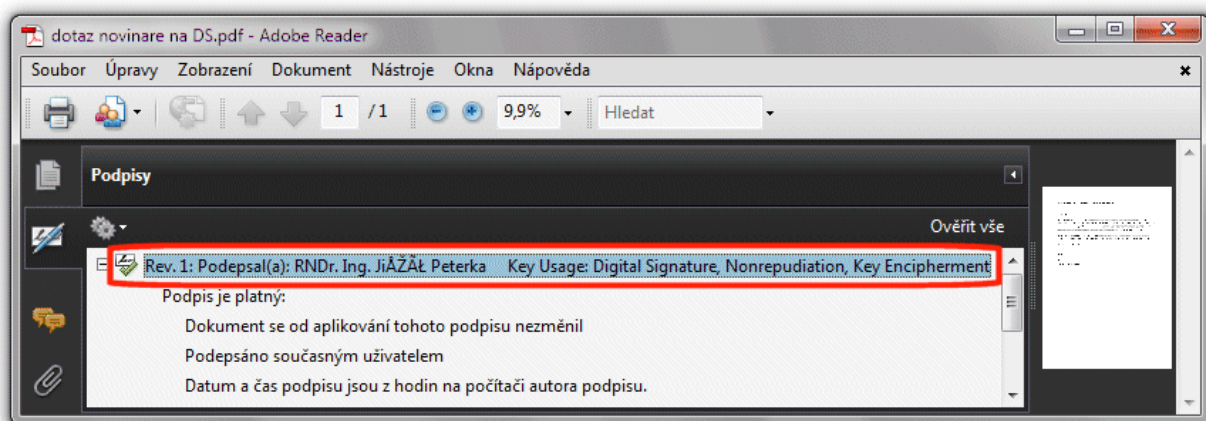 dotaz novinare na DS.pdf - Adobe Reader
Soubor Úpravy Zobrazení Dokument Nástroje Okna Nápověda
1 / 1 9,9% Hledat
Podpisy
Ověřit vše
Rev. 1: Podepsal(a): RNDr. Ing. JiÅŽÃŁ Peterka Key Usage: Digital Signature, Nonrepudiation, Key Encipherment
Podpis je platný:
Dokument se od aplikování tohoto podpisu nezměnil
Podepsáno současným uživatelem
Datum a čas podpisu jsou z hodin na počítači autora podpisu.